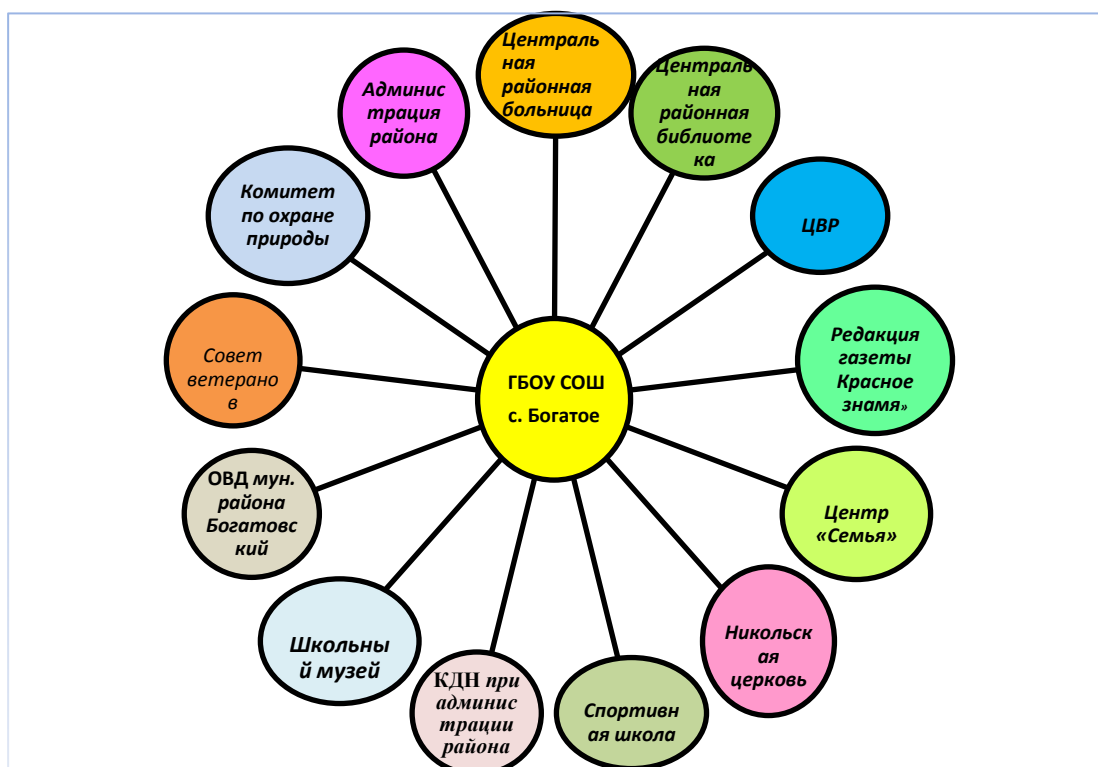 Централь
ная
районная
больница
Централь
ная
районная
библиоте
ка
Админис
трация
района
Комитет
по охране
природы
ЦВР
Редакция
газеты
Красное
знамя»
Совет
ветерано
в
ГБОУ СОШ
с. Богатое
ОВД мун.
района
Богатовс
кий
Центр
«Семья»
Школьны
й музей
КДН при
админис
трации
района
Спортивн
ая школа
Никольск
ая
церковь